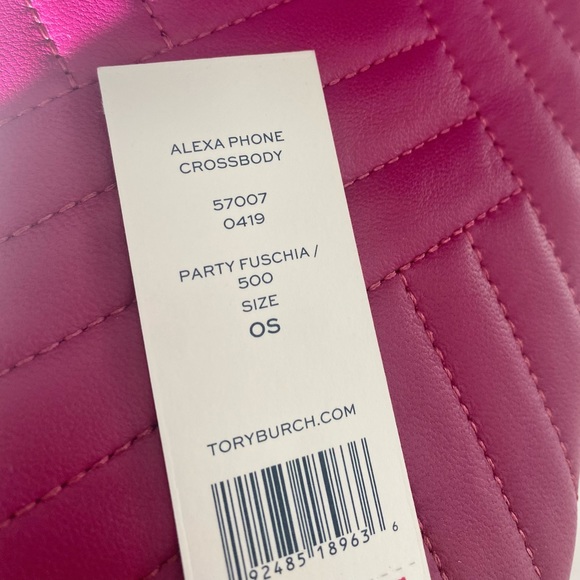 ALEXA PHONE
CROSSBODY
57007
0419
PARTY FUSCHIA /
500
SIZE
OS
TORYBURCH.COM
92485 18963 6